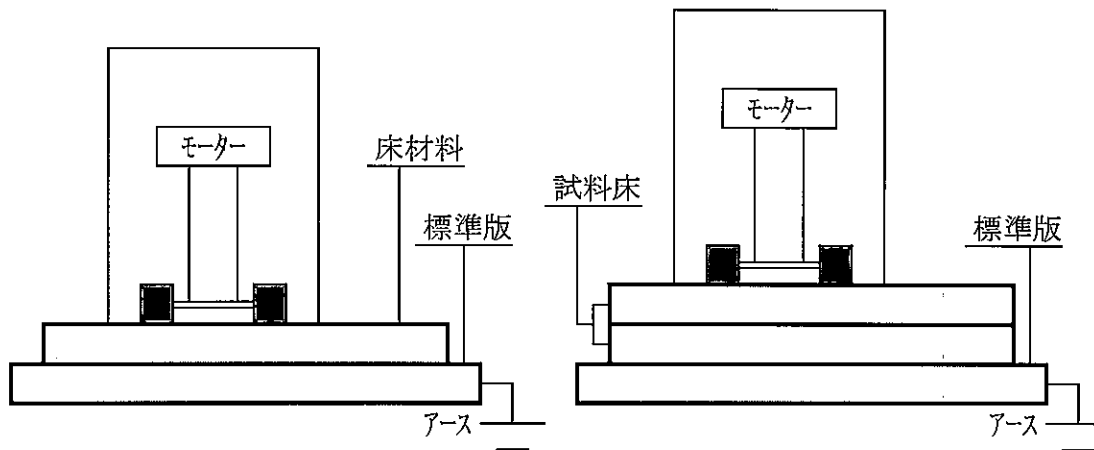 モーター
床材料
標準版
アース
モーター
試料床
標準版
アース